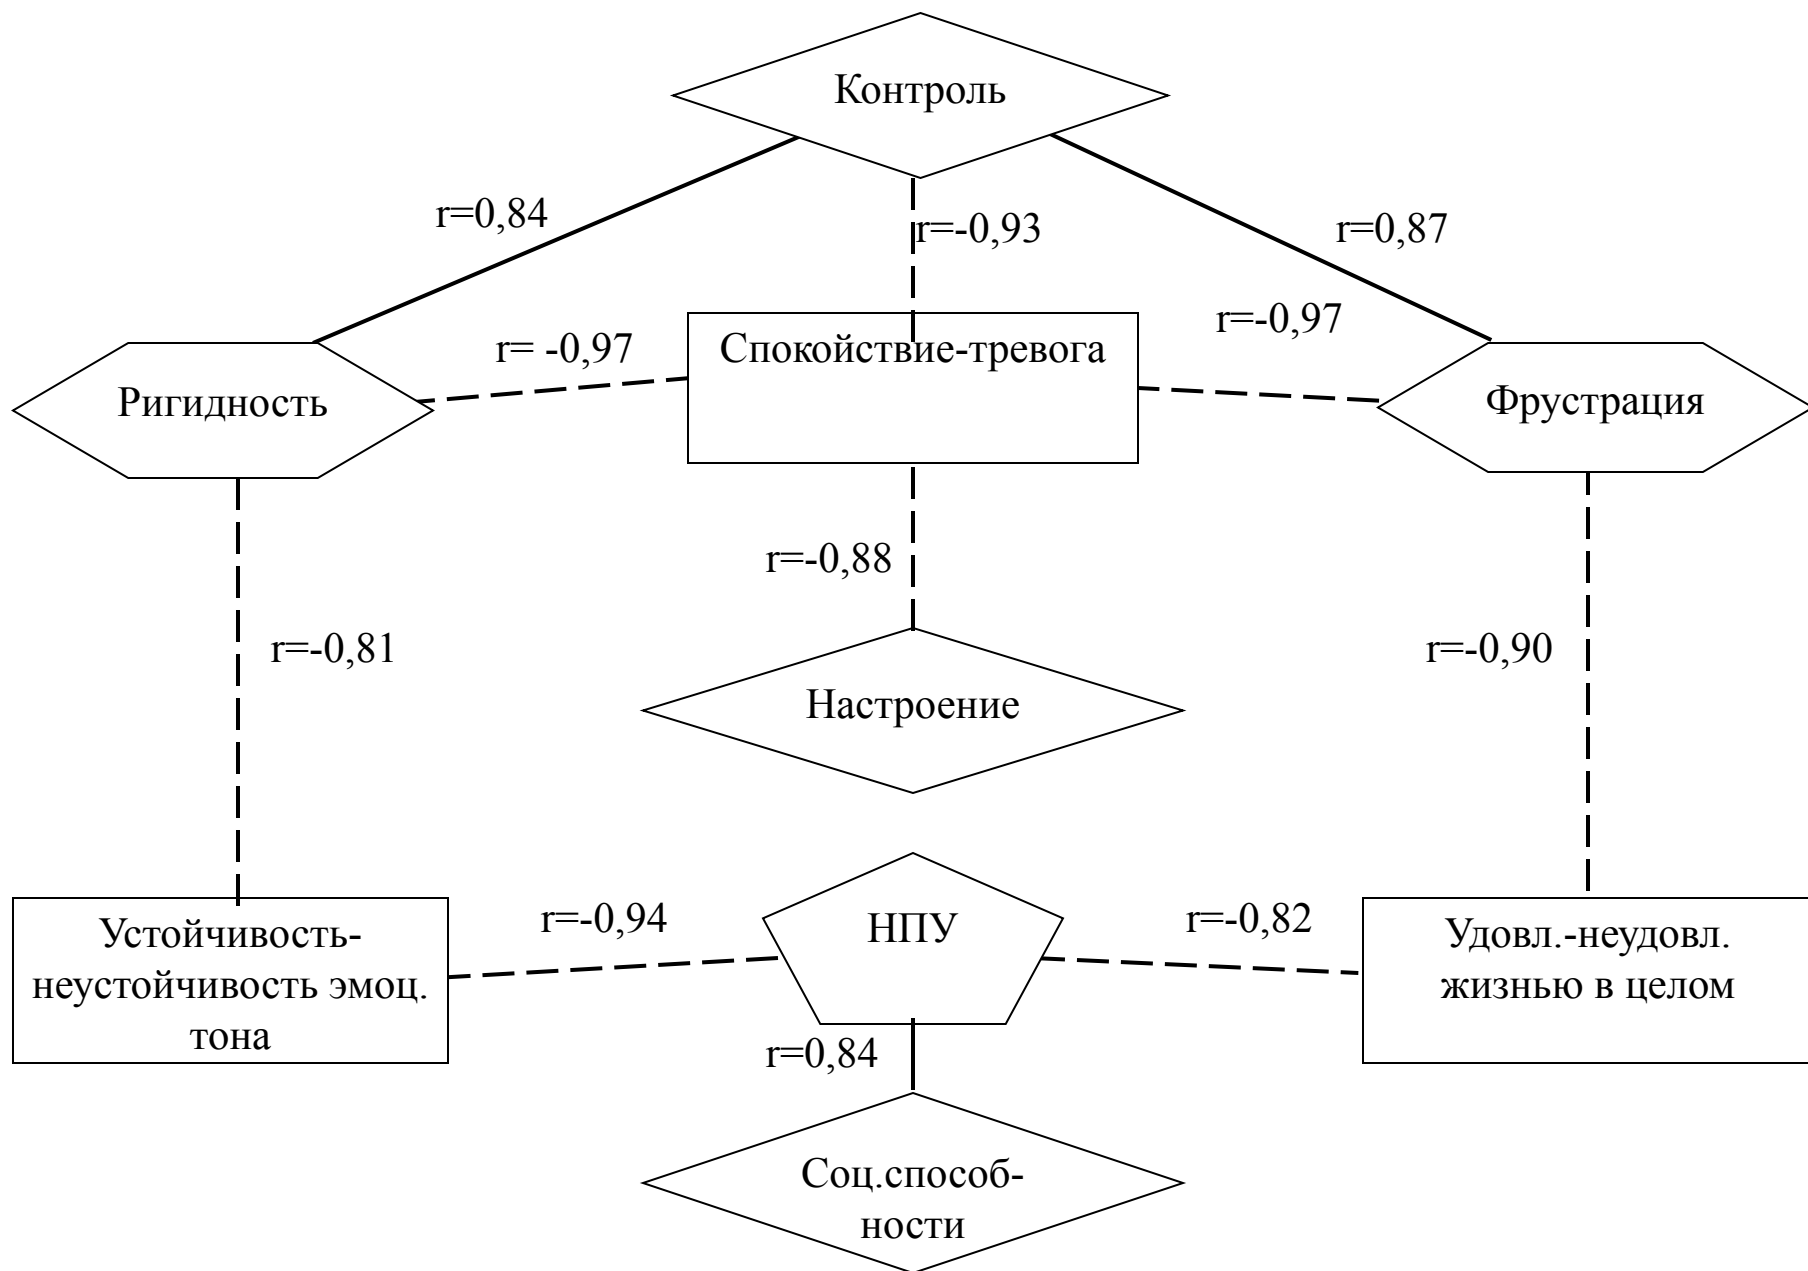 Контроль
r=0,84
r=-0,93
r=0,87
r= -0,97
Спокойствие-тревога
r=-0,97
Ригидность
Фрустрация
r=-0,88
r=-0,81
r=-0,90
Настроение
Устойчивость-
неустойчивость эмоц.
тона
r=-0,94
НПУ
r=-0,82
Удовл.-неудовл.
жизнью в целом
r=0,84
Соц.способ-
ности